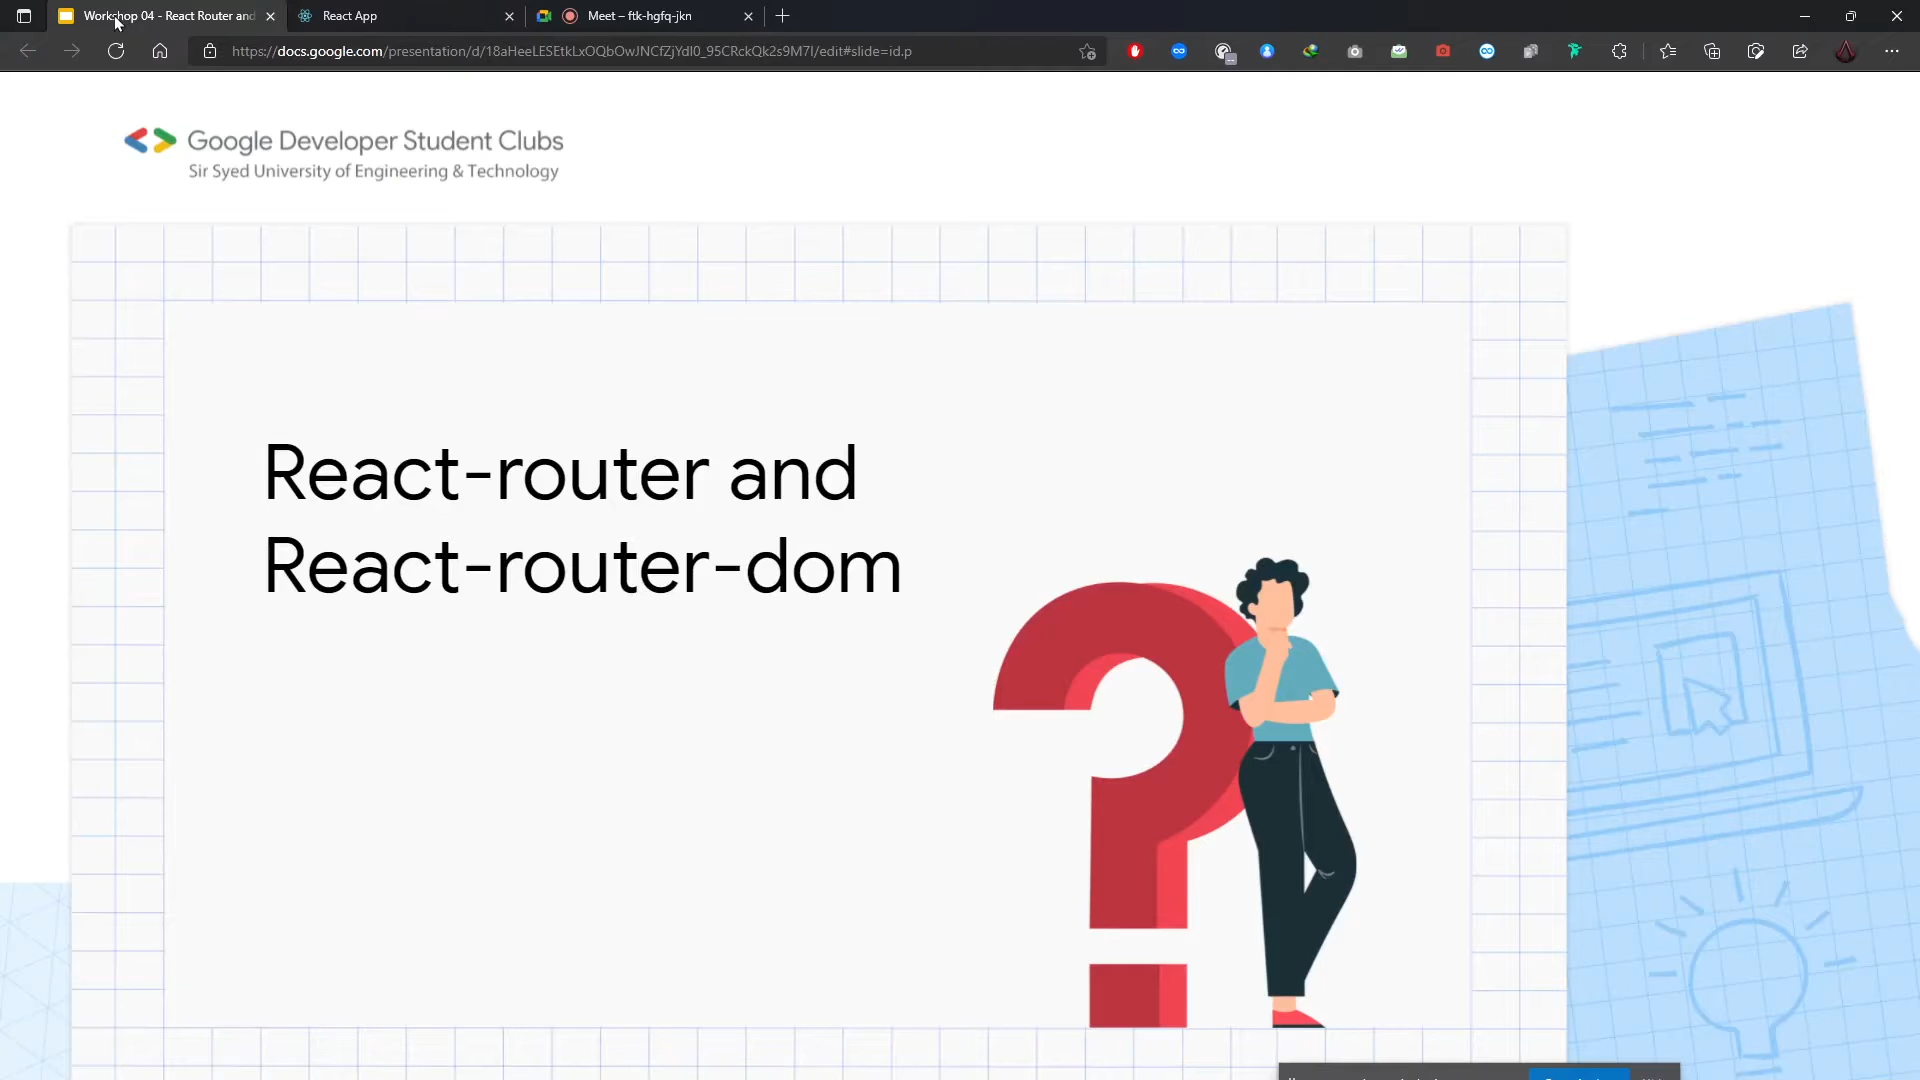 Workshop 04 - React Router and
React App
Meet – ftk-hgfq-jkn
https://docs.google.com/presentation/d/18aHeeLESEtkLxOQbOwJNCfZjYdI0_95CRckQk2s9M7I/edit#slide=id.p
Google Developer Student Clubs
Sir Syed University of Engineering & Technology
React-router and
React-router-dom